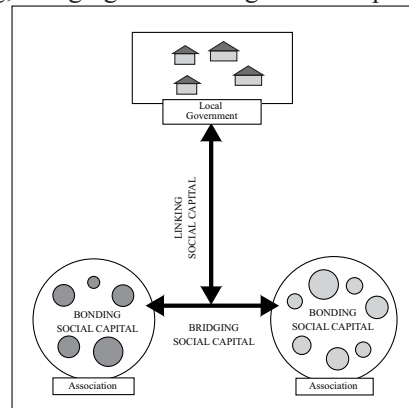 Local
Government
LINKING
SOCIAL CAPITAL
BONDING
SOCIAL CAPITAL
BRIDGING
SOCIAL CAPITAL
BONDING
SOCIAL CAPITAL
Association
Association